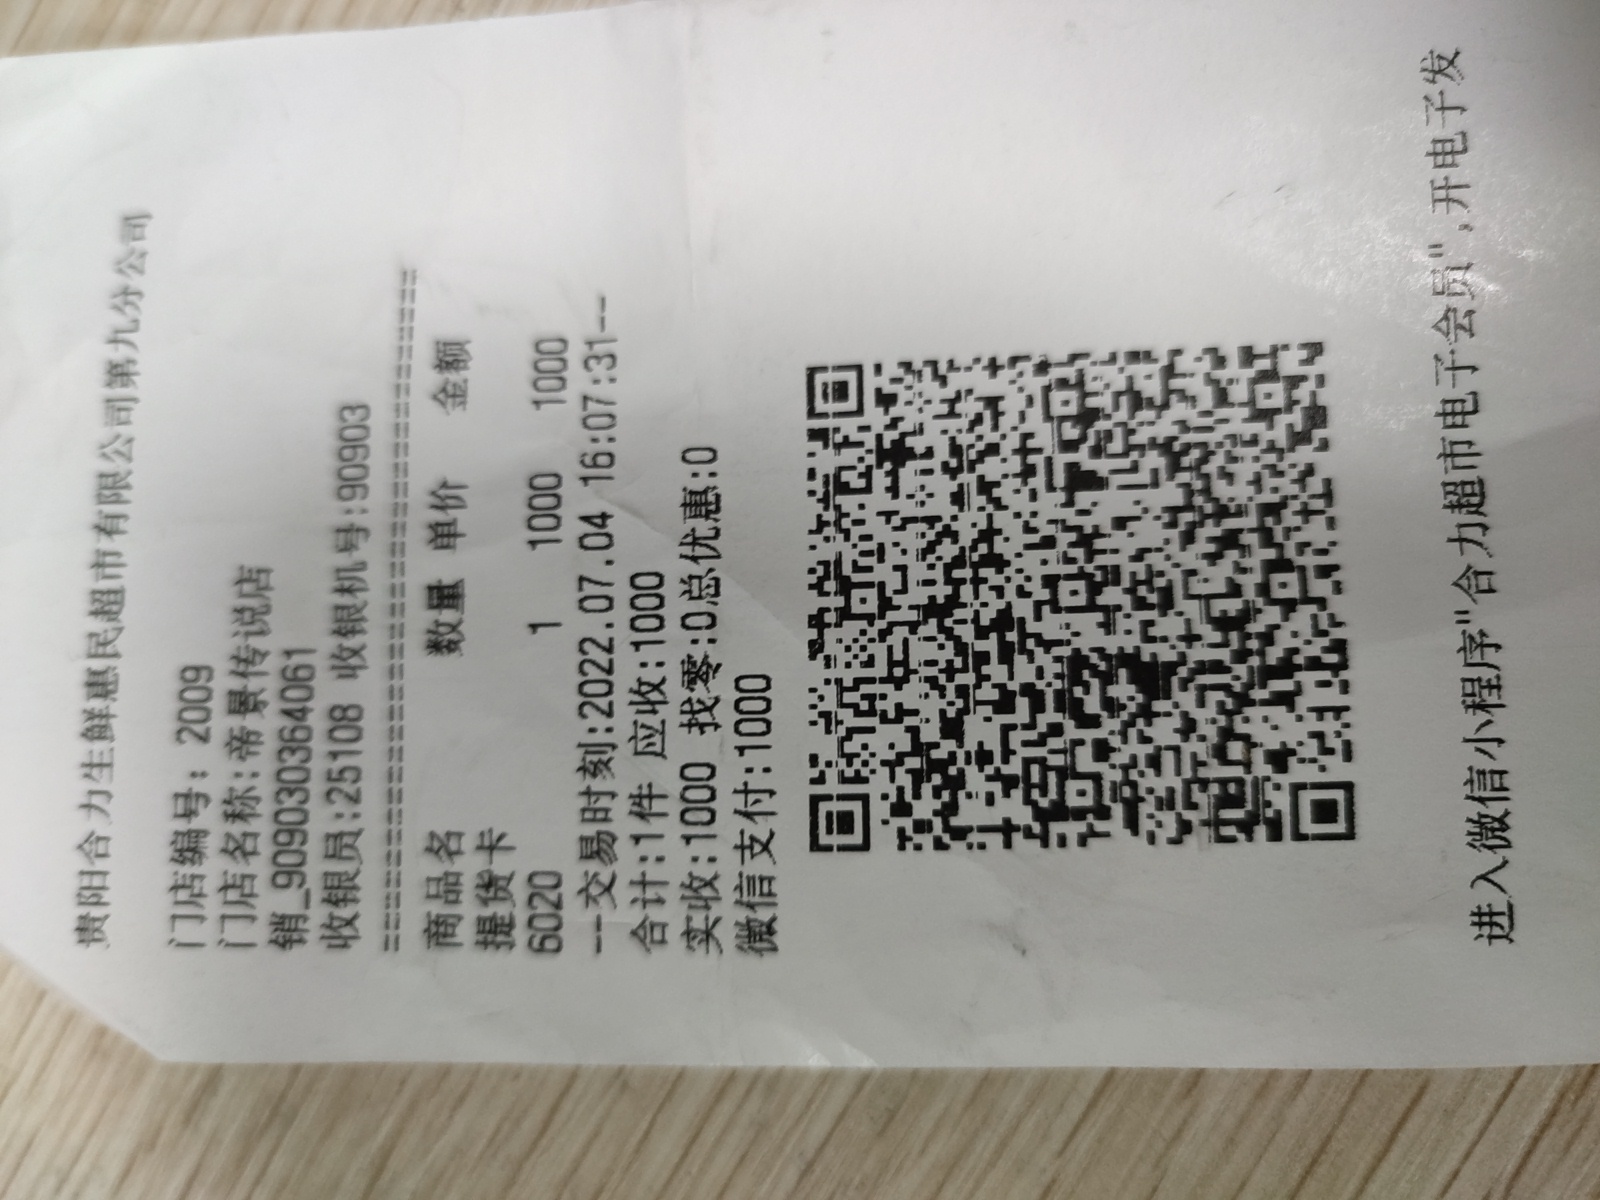 贵阳合力生鲜惠民超市有限公司第九分公司
门店编号: 2009
门店名称:帝景传说店
销_9090303640​61
收银员:25108 收银机号:90903
================================
商品名 数量 单价 金额
提货卡
6020 1 1000 1000
--交易时刻:2022.07.04 16:07:31--
合计:1件 应收:1000
实收:1000 找零:0总优惠:0
微信支付:1000
进入微信小程序"合力超市电子会员",开电子发